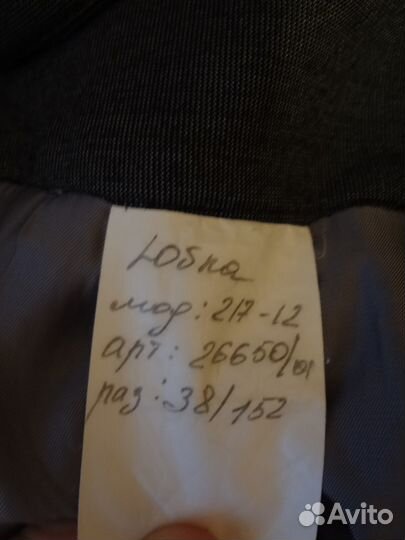 Юбка
мод: 217-12
арт: 26650/01
раз: 38/152
Avito